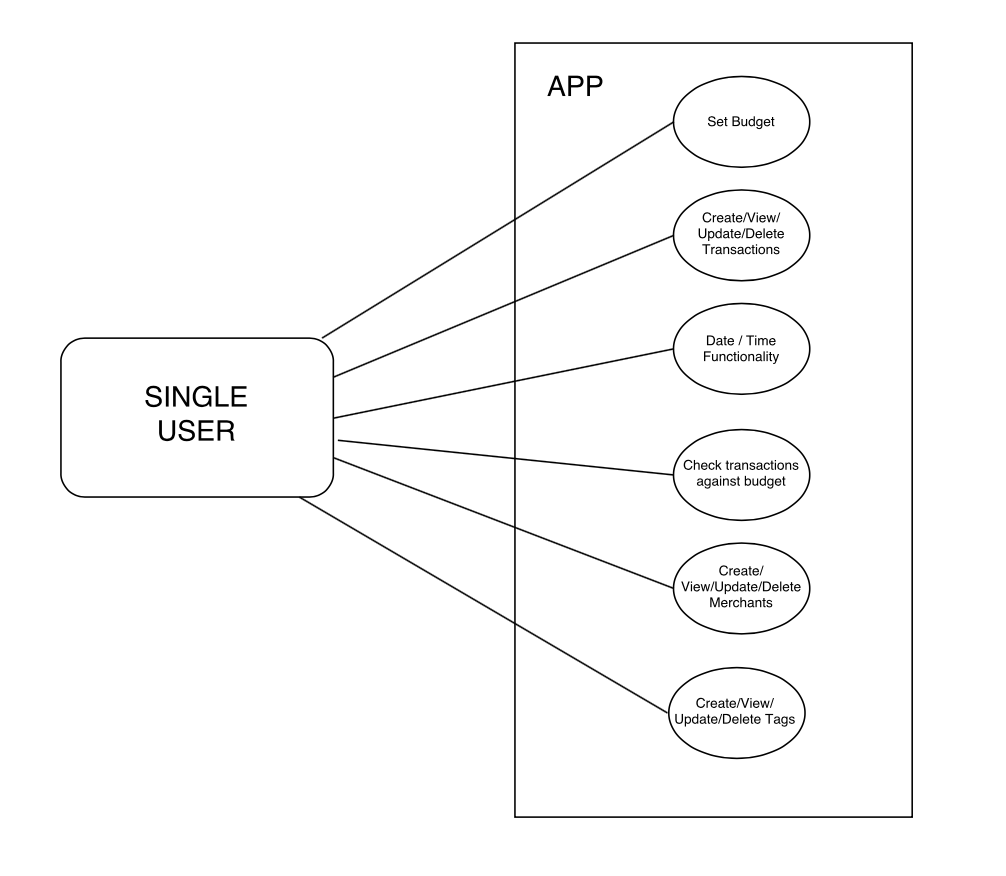 APP
Set Budget
Create/View/
Update/Delete
Transactions
Date / Time
Functionality
SINGLE
USER
Check transactions
against budget
Create/
View/Update/Delete
Merchants
Create/View/
Update/Delete Tags